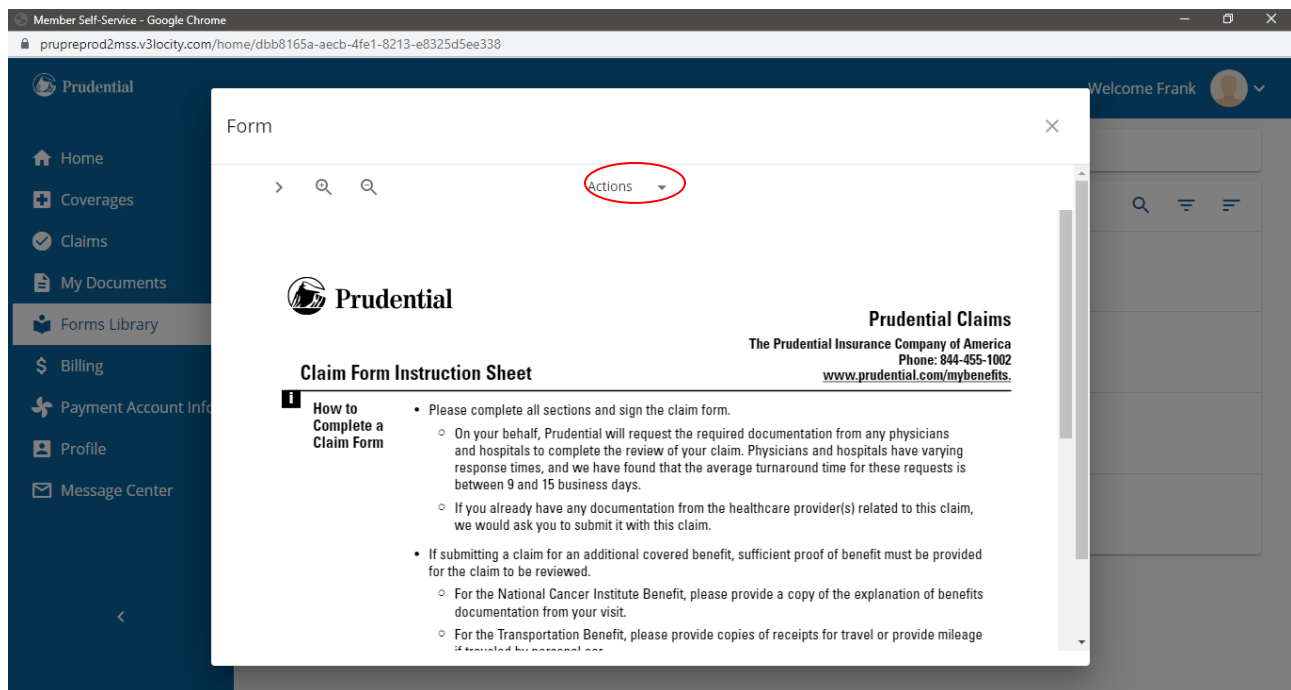 Member Self-Service - Google Chrome
prupreprod2mss.v3locity.com/home/dbb8165a-aecb-4fe1-8213-e8325d5ee338
Prudential
Welcome Frank
Form
Home
Coverages
Claims
My Documents
Forms Library
Billing
Payment Account Info
Profile
Message Center
Actions
Prudential
Prudential Claims
The Prudential Insurance Company of America
Phone: 844-455-1002
www.prudential.com/mybenefits.
Claim Form Instruction Sheet
i
How to
Complete a
Claim Form
• Please complete all sections and sign the claim form.
○ On your behalf, Prudential will request the required documentation from any physicians
and hospitals to complete the review of your claim. Physicians and hospitals have varying
response times, and we have found that the average turnaround time for these requests is
between 9 and 15 business days.
○ If you already have any documentation from the healthcare provider(s) related to this claim,
we would ask you to submit it with this claim.
• If submitting a claim for an additional covered benefit, sufficient proof of benefit must be provided
for the claim to be reviewed.
○ For the National Cancer Institute Benefit, please provide a copy of the explanation of benefits
documentation from your visit.
○ For the Transportation Benefit, please provide copies of receipts for travel or provide mileage
if traveled by personal car.